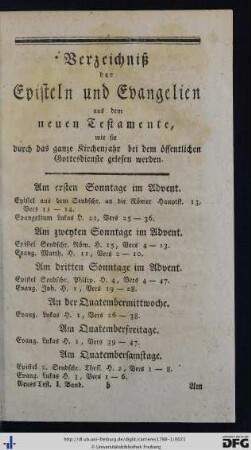 Verzeichniß
der
Episteln und Evangelien
aus dem
neuen Testamente,
wie sie
durch das ganze Kirchenjahr bei dem öffentlichen
Gottesdienste gelesen werden.
Am ersten Sonntage im Advent.
Epistel aus dem Sendschr. an die Römer Hauptst. 13.
Vers 11 — 14.
Evangelium Lukas H. 21, Vers 25 — 36.
Am zweyten Sonntage im Advent.
Epistel Sendschr. Röm. H. 15, Vers 4 — 13.
Evang. Matth. H. 11, Vers 2 — 10.
Am dritten Sonntage im Advent.
Epistel Sendschr. Philip. H. 4, Vers 4 — 47.
Evang. Joh. H. 1, Vers 19 — 28.
An der Quatembermittwoche.
Evang. Lukas H. 1, Vers 26 — 38.
Am Quatemberfreitage.
Evang. Lukas H. 1, Vers 39 — 47.
Am Quatembersamstage.
Epistel 2. Sendschr. Thess. H. 2, Vers 1 — 8.
Evang. Lukas H. 3, Vers 1 — 6.
Neues Test. I. Band. b Am
© Universitätsbibliothek Freiburg